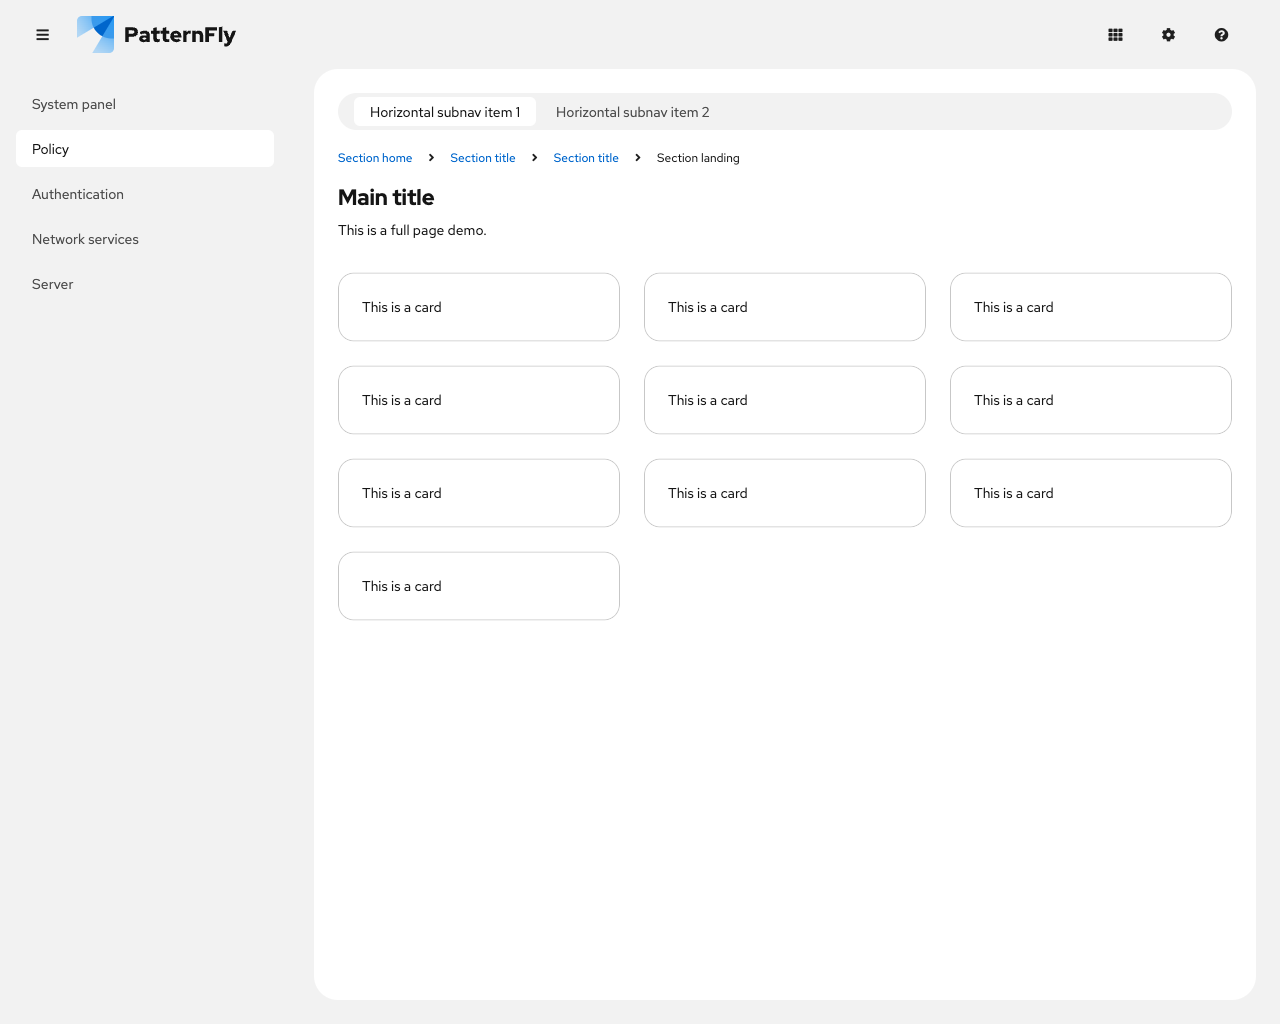 PatternFly
System panel
Policy
Authentication
Network services
Server
Horizontal subnav item 1
Horizontal subnav item 2
Section home
Section title
Section title
Section landing
Main title
This is a full page demo.
This is a card
This is a card
This is a card
This is a card
This is a card
This is a card
This is a card
This is a card
This is a card
This is a card